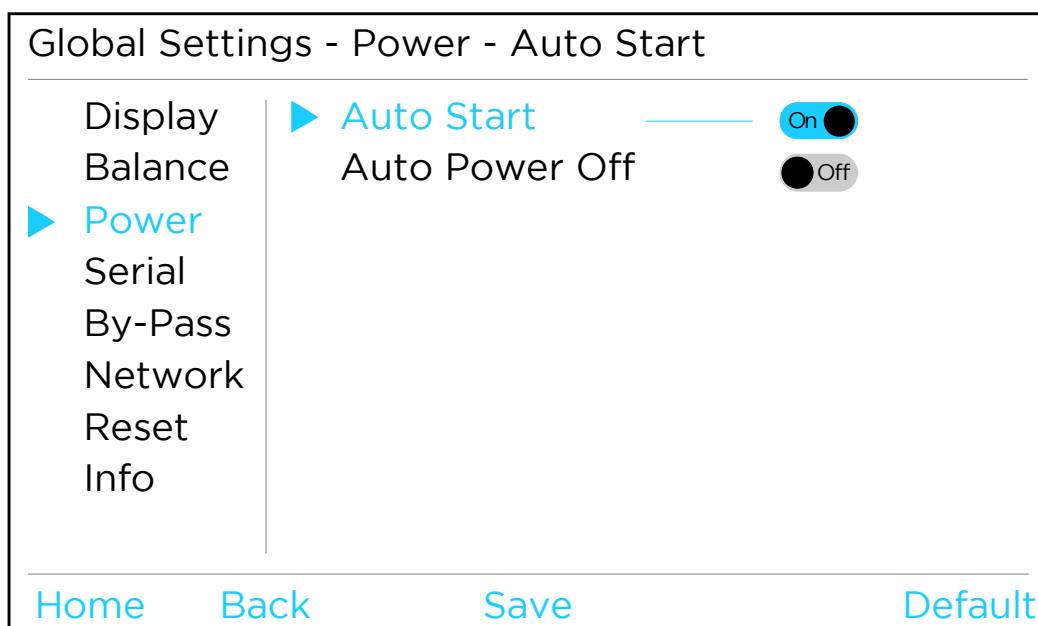 Global Settings - Power - Auto Start
Display
Balance
Power
Serial
By-Pass
Network
Reset
Info
Auto Start On
Auto Power Off Off
Home Back Save Default